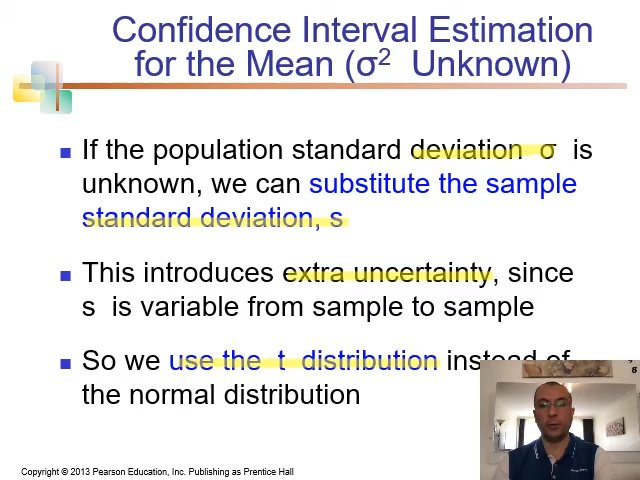 Confidence Interval Estimation
for the Mean (σ² Unknown)
If the population standard deviation σ is
unknown, we can substitute the sample
standard deviation, s
This introduces extra uncertainty, since
s is variable from sample to sample
So we use the t distribution instead of
the normal distribution
Copyright © 2013 Pearson Education, Inc. Publishing as Prentice Hall